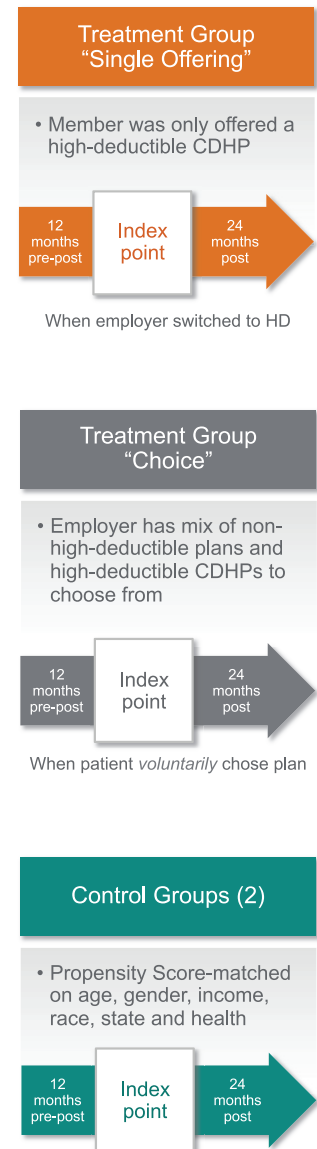 Treatment Group
“Single Offering”
• Member was only offered a
high-deductible CDHP
12
months
pre-post
Index
point
24
months
post
When employer switched to HD
Treatment Group
“Choice”
• Employer has mix of non-
high-deductible plans and
high-deductible CDHPs to
choose from
12
months
pre-post
Index
point
24
months
post
When patient voluntarily chose plan
Control Groups (2)
• Propensity Score-matched
on age, gender, income,
race, state and health
12
months
pre-post
Index
point
24
months
post